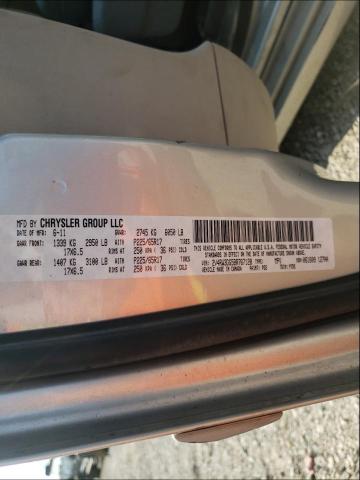 MFD BY CHRYSLER GROUP LLC
DATE OF MFR 6-11 GVWR: 2745 KG 6050 LB
GAWR FRONT: 1339 KG 2950 LB P225/65R17 TIRES
17X6.5 RIMS AT 250 KPA ( 36 PSI) COLD
GAWR REAR: 1407 KG 3100 LB P225/65R17 TIRES
17X6.5 RIMS AT 250 KPA ( 36 PSI) COLD
THIS VEHICLE CONFORMS TO ALL
APPLICABLE U.S.A. FEDERAL MOTOR
VEHICLE SAFETY STANDARDS IN
EFFECT ON THE DATE OF
MANUFACTURE SHOWN ABOVE.
TYPE: MPV
MADE IN CANADA PAINT: